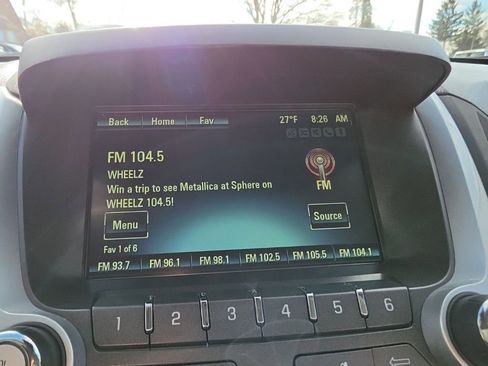 Back Home Fav 27°F 8:26 AM
FM 104.5
WHEELZ
Win a trip to see Metallica at Sphere on
WHEELZ 104.5!
FM
Menu
Source
Fav 1 of 6
FM 93.7 FM 96.1 FM 98.1 FM 102.5 FM 105.5 FM 104.1
1 2 3 4 5 6